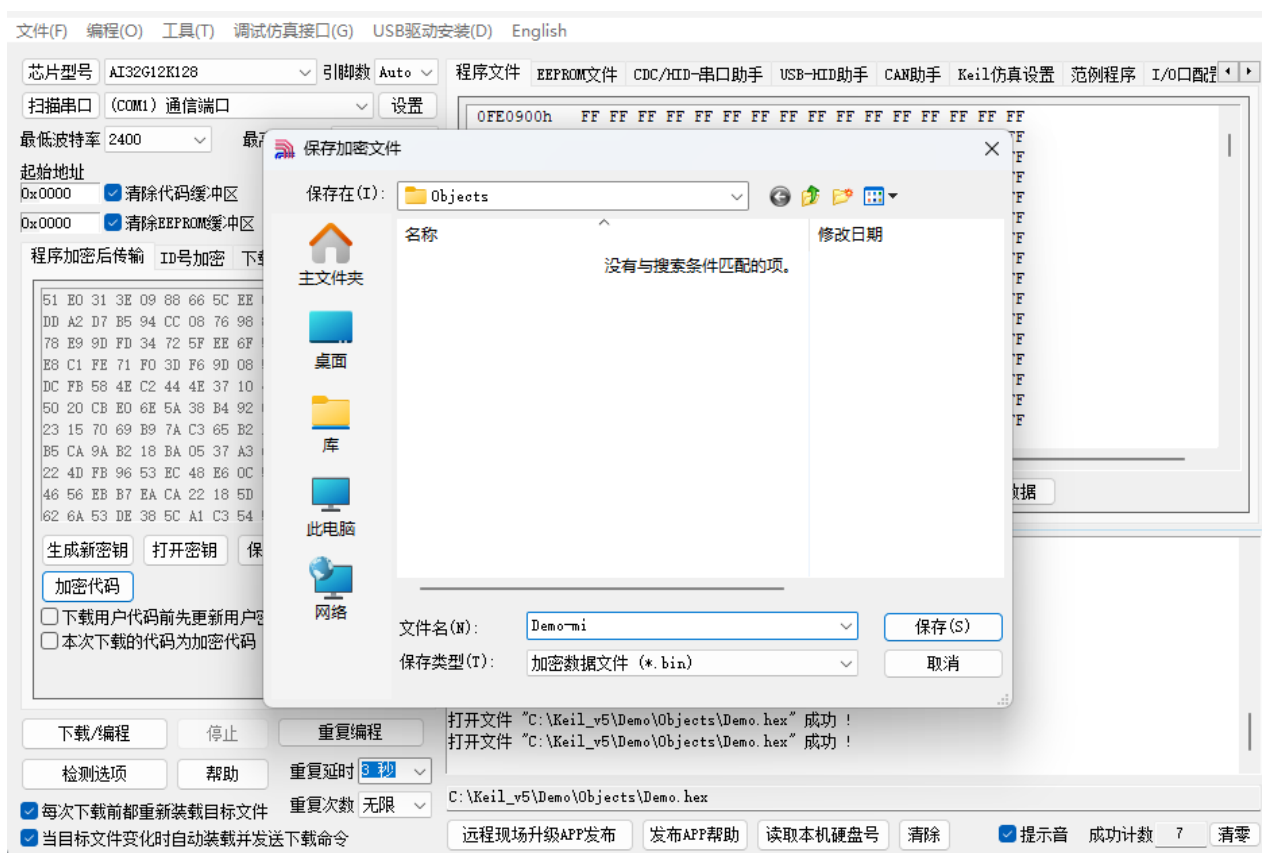 文件(F) 编程(O) 工具(T) 调试仿真接口(G) USB驱动安装(D) English
芯片型号 AI32G12K128 引脚数 Auto 程序文件 EEPROM文件 CDC/HID-串口助手 USB-HID助手 CAN助手 Keil仿真设置 范例程序 I/O口配
扫描串口 (COM1) 通信端口 设置
0FE0900h FF FF FF FF FF FF FF FF FF FF FF FF FF FF FF FF
最低波特率 2400
保存加密文件
起始地址
0x0000 清除代码缓冲区
保存在(I): Objects
0x0000 清除EEPROM缓冲区
名称 修改日期
程序加密后传输 ID号加密
没有与搜索条件匹配的项。
主文件夹
51 E0 31 3E 09 88 66 5C EE
DD A2 D7 B5 94 CC 08 76 98
78 E9 9D FD 34 72 5F EE 6F
E8 C1 FE 71 F0 3D F6 9D 08
桌面
DC FB 58 4E C2 44 4E 37 10
50 20 CB E0 6E 5A 38 B4 92
23 15 70 69 B9 7A C3 65 B2
库
B5 CA 9A B2 18 BA 05 37 A3
22 4D FB 96 53 EC 48 E6 0C
46 56 EB B7 EA CA 22 18 5D
数据
62 6A 53 DE 38 5C A1 C3 54
此电脑
生成新密钥 打开密钥 保
加密代码
网络
下载用户代码前先更新用户密
文件名(N): Demo-mi 保存(S)
本次下载的代码为加密代码
保存类型(T): 加密数据文件 (*.bin) 取消
打开文件 "C:\Keil_v5\Demo\Objects\Demo.hex" 成功 !
下载/编程 停止 重复编程
打开文件 "C:\Keil_v5\Demo\Objects\Demo.hex" 成功 !
检测选项 帮助 重复延时 3 秒
每次下载前都重新装载目标文件 重复次数 无限
C:\Keil_v5\Demo\Objects\Demo.hex
当目标文件变化时自动装载并发送下载命令
远程现场升级APP发布 发布APP帮助 读取本机硬盘号 清除 提示音 成功计数 7 清零